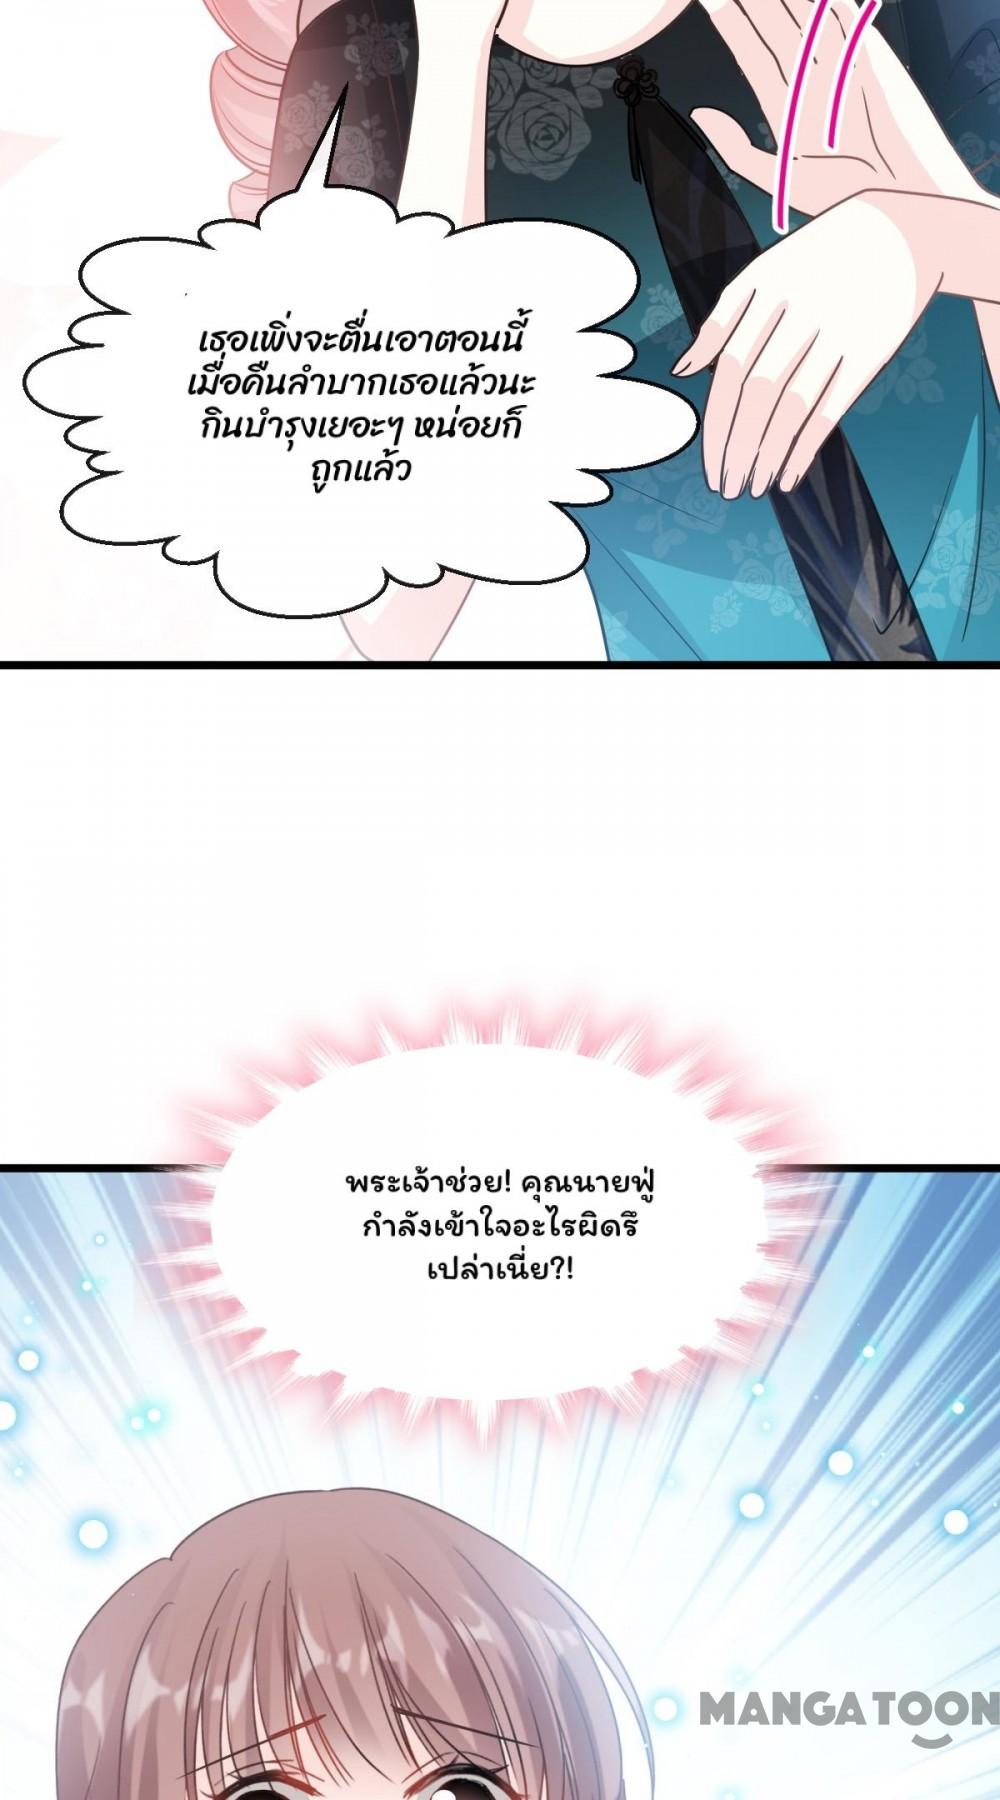 เธอเพิ่งจะตื่นเอาตอนนี้
เมื่อคืนลำบากเธอแล้วนะ
กินบำรุงเยอะๆ หน่อยก็
ถูกแล้ว
พระเจ้าช่วย! คุณนายฟู่
กำลังเข้าใจอะไรผิดรึ
เปล่าเนี่ย?!
MANGATOON